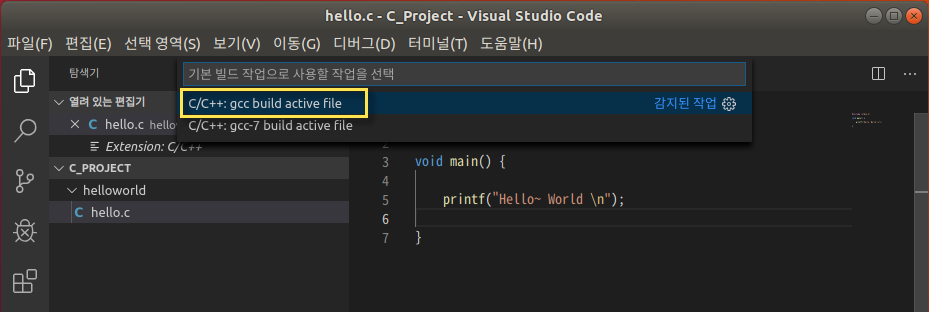 hello.c - C_Project - Visual Studio Code
파일(F) 편집(E) 선택 영역(S) 보기(V) 이동(G) 디버그(D) 터미널(T) 도움말(H)
탐색기
기본 빌드 작업으로 사용할 작업을 선택
C/C++: gcc build active file 감지된 작업
C/C++: gcc-7 build active file
열려 있는 편집기
hello.c
Extension: C/C++
C_PROJECT
helloworld
hello.c
2
3 void main() {
4
5 printf("Hello~ World \n");
6
7 }